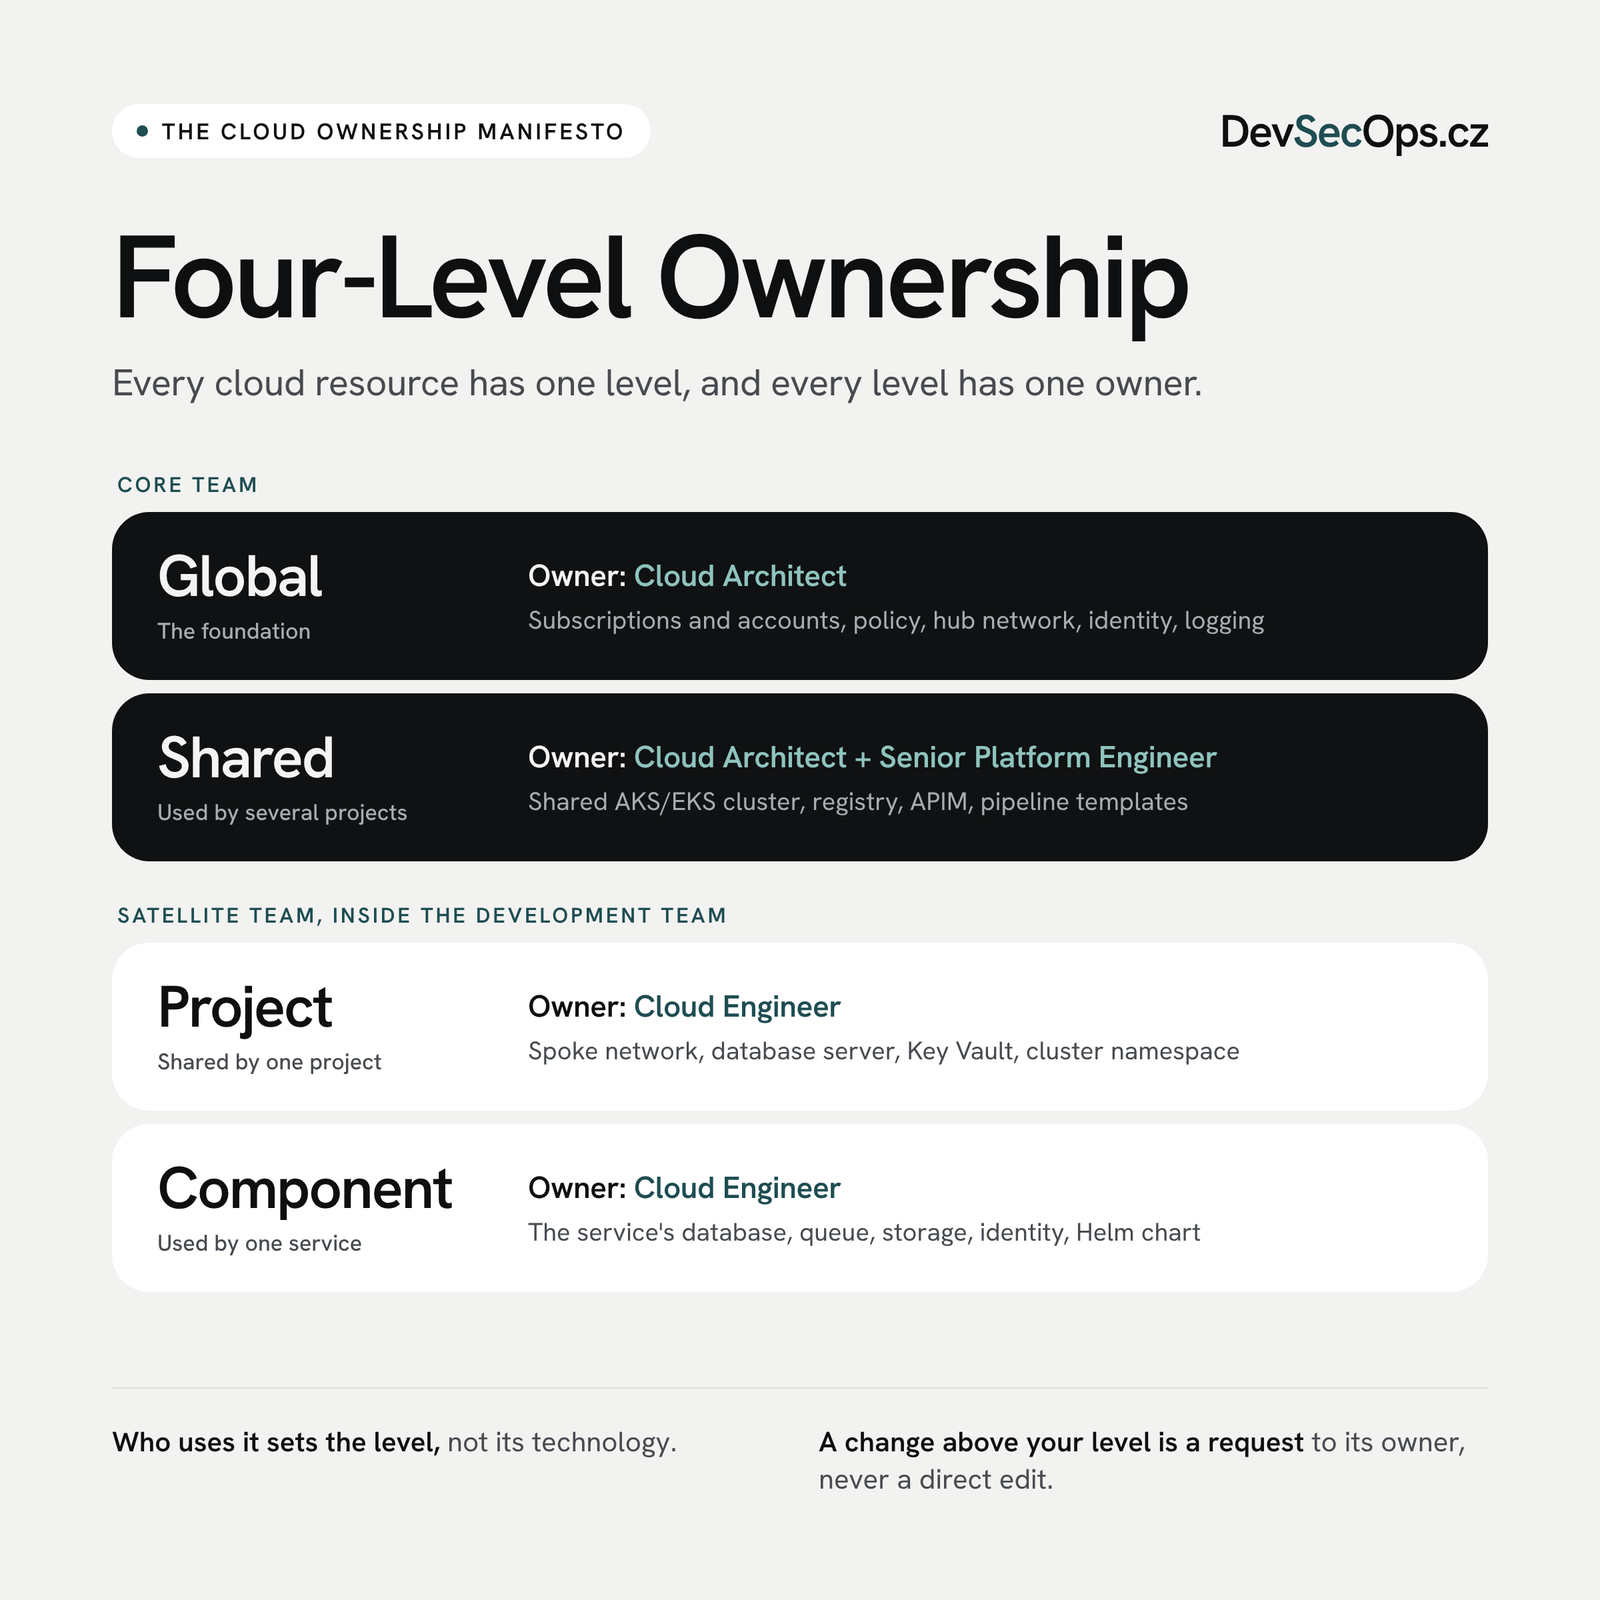 THE CLOUD OWNERSHIP MANIFESTO
DevSecOps.cz
Four-Level Ownership
Every cloud resource has one level, and every level has one owner.
CORE TEAM
Global
The foundation
Owner: Cloud Architect
Subscriptions and accounts, policy, hub network, identity, logging
Shared
Used by several projects
Owner: Cloud Architect + Senior Platform Engineer
Shared AKS/EKS cluster, registry, APIM, pipeline templates
SATELLITE TEAM, INSIDE THE DEVELOPMENT TEAM
Project
Shared by one project
Owner: Cloud Engineer
Spoke network, database server, Key Vault, cluster namespace
Component
Used by one service
Owner: Cloud Engineer
The service's database, queue, storage, identity, Helm chart
Who uses it sets the level, not its technology.
A change above your level is a request to its owner,
never a direct edit.